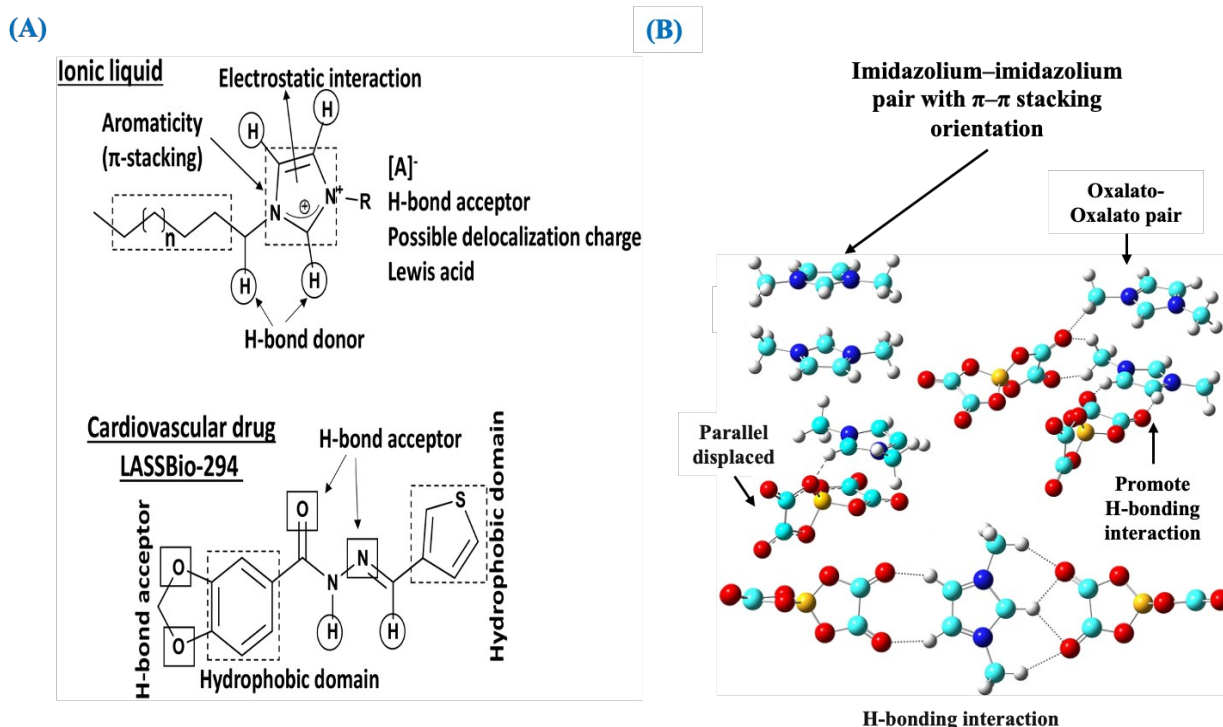 (A)
Ionic liquid
Electrostatic interaction
Aromaticity
(π-stacking)
H
H
N
N+
R
⊕
n
H
H
H-bond donor
[A]-
H-bond acceptor
Possible delocalization charge
Lewis acid
Cardiovascular drug
LASSBio-294
H-bond acceptor
H-bond acceptor
O
O
O
N
N
H
H
S
Hydrophobic domain
Hydrophobic domain
(B)
Imidazolium–imidazolium
pair with π–π stacking
orientation
Oxalato-
Oxalato pair
Parallel
displaced
Promote
H-bonding
interaction
H-bonding interaction